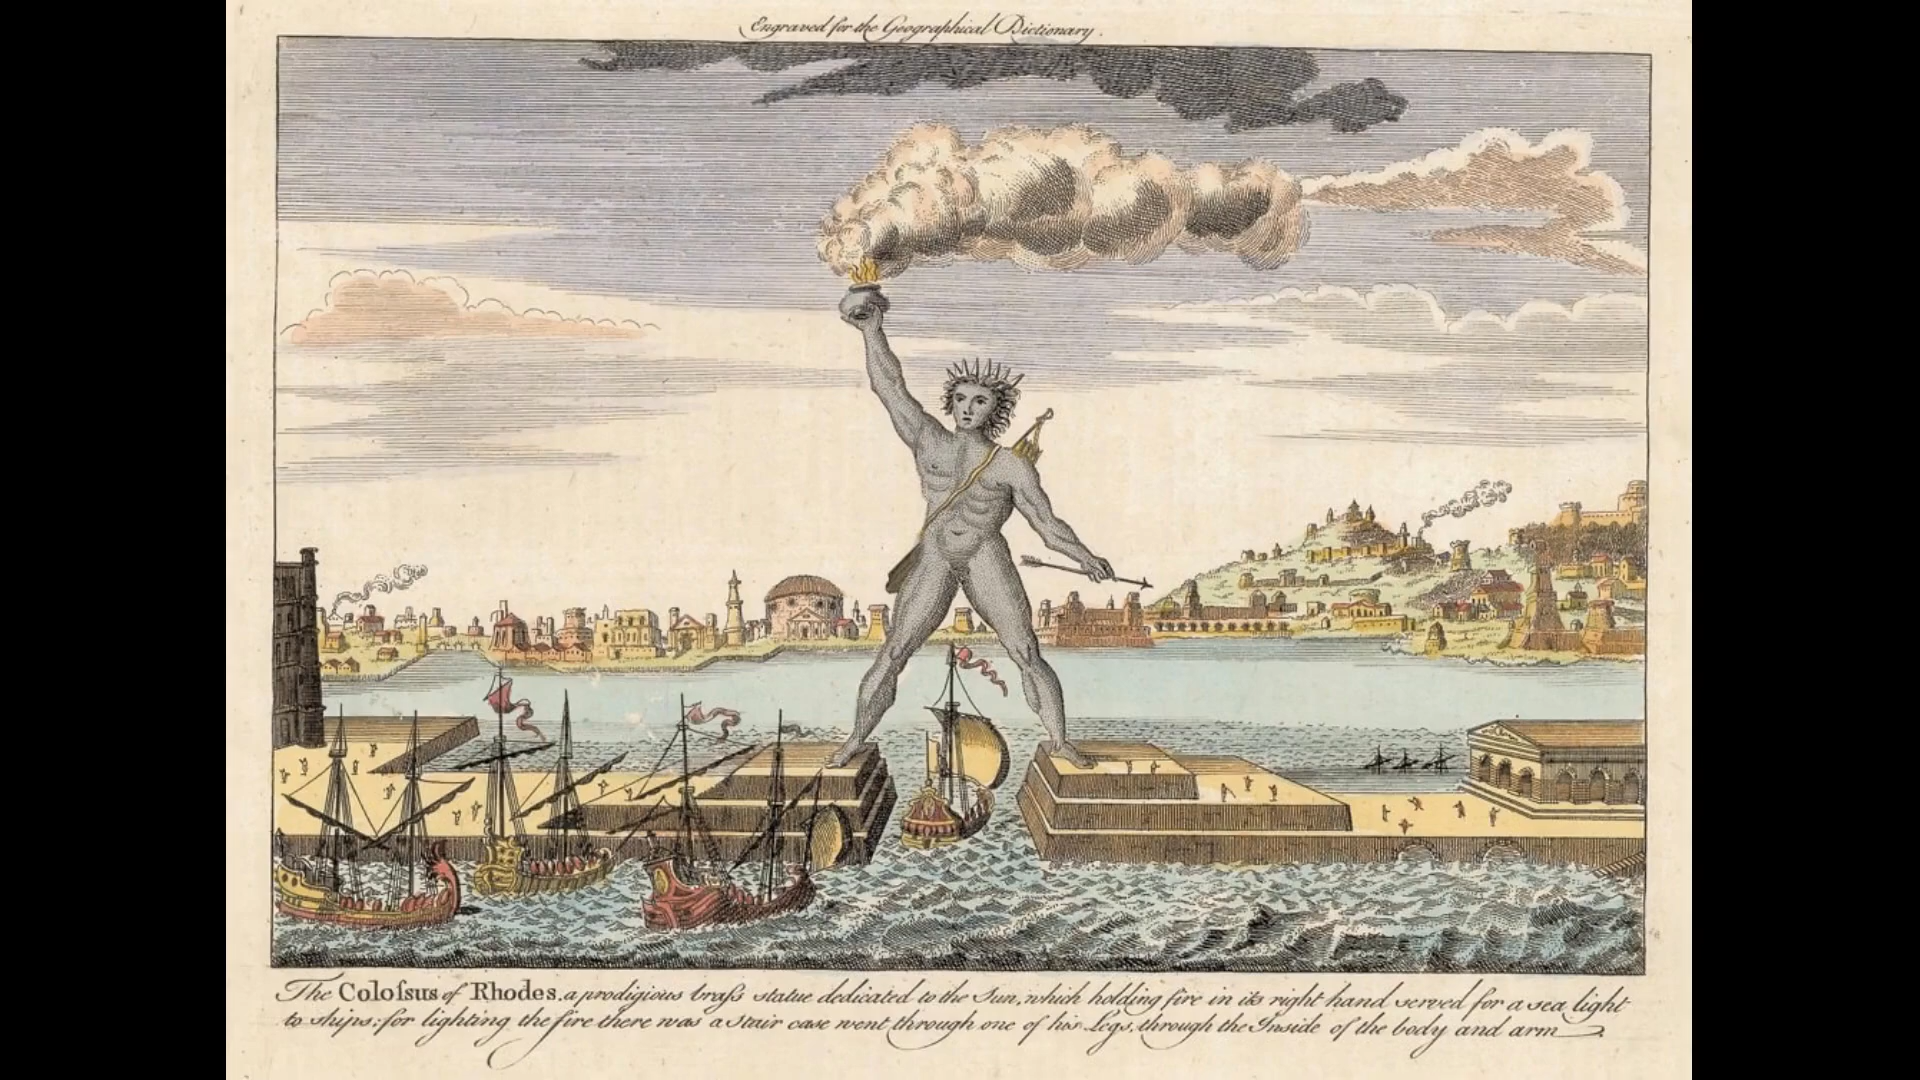 Engraved for the Geographical Dictionary.
The Coloſsus of Rhodes, a prodigious braſs statue dedicated to the Sun, which holding fire in its right hand served for a sea light
to ships; for lighting the fire there was a Stair case went through one of his Legs, through the Inside of the body and arm.